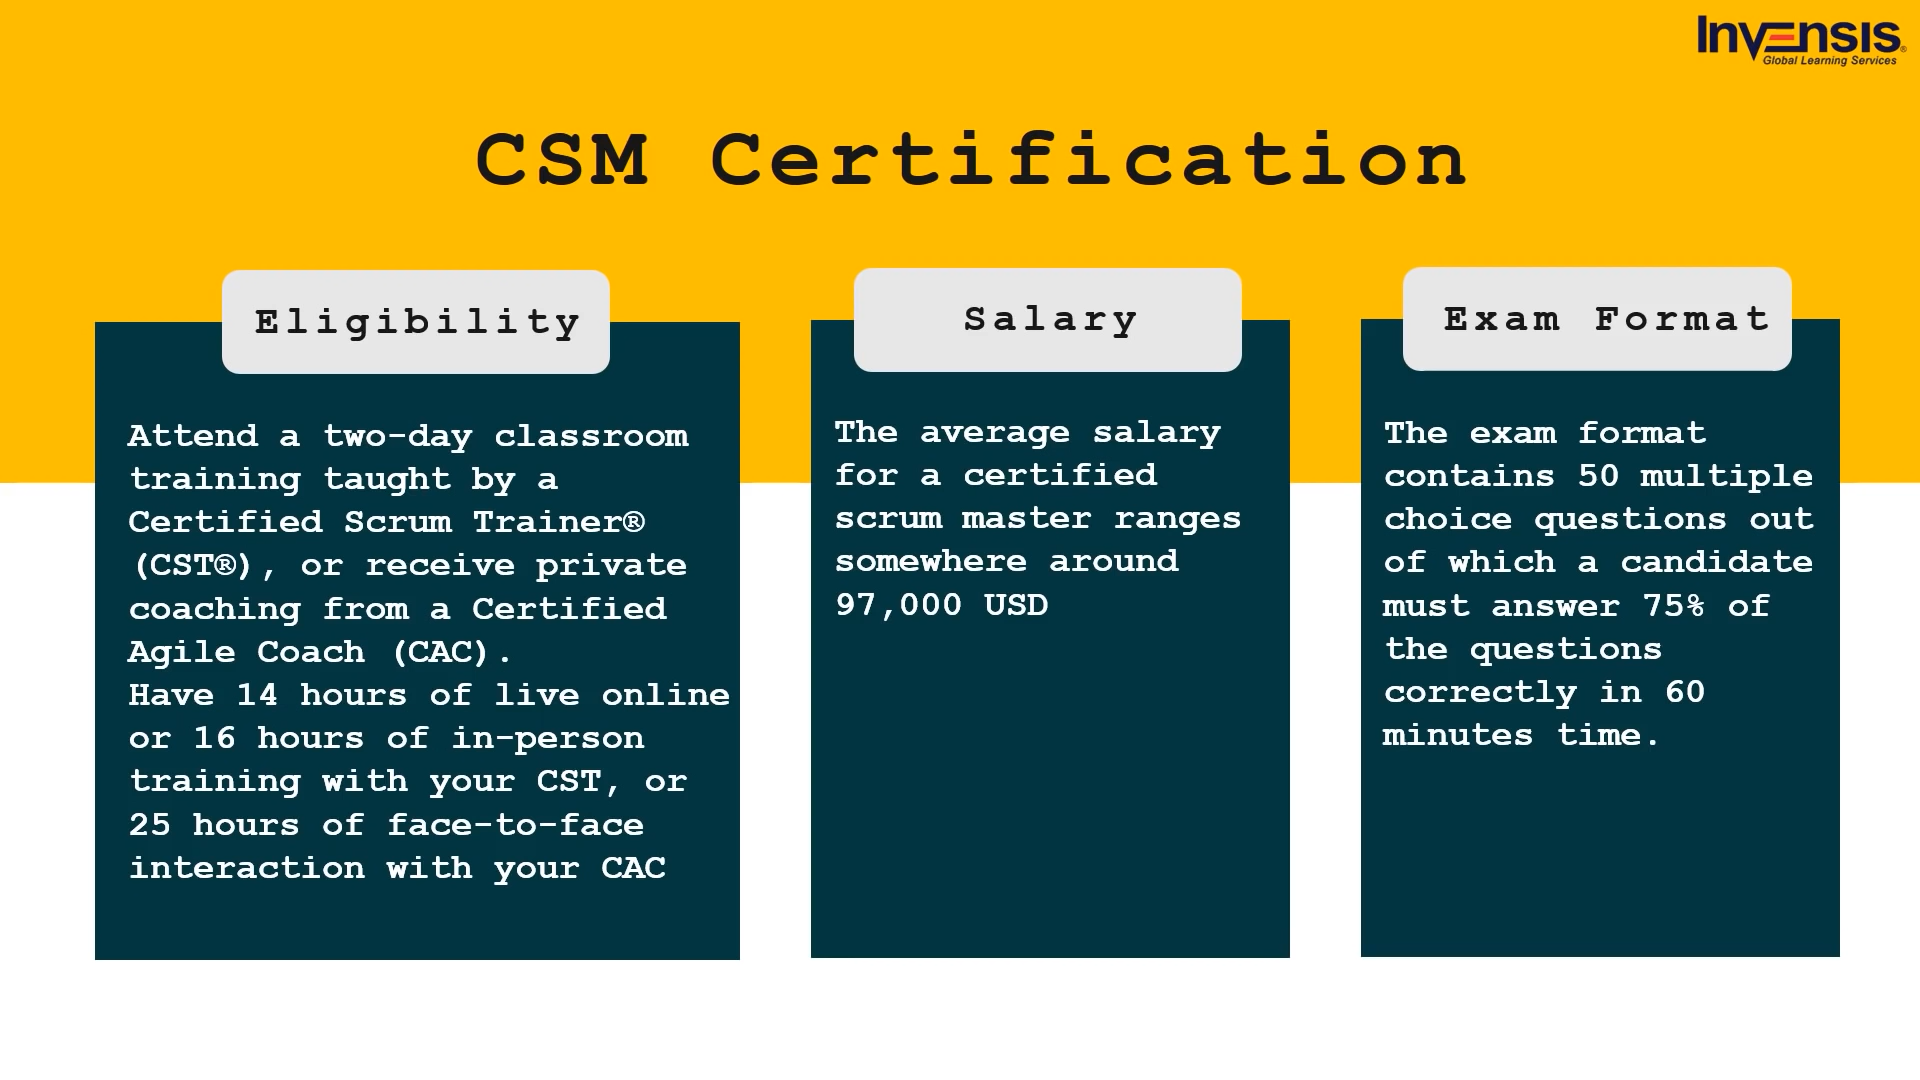 Invensis®
Global Learning Services
CSM Certification
Eligibility
Attend a two-day classroom
training taught by a
Certified Scrum Trainer®
(CST®), or receive private
coaching from a Certified
Agile Coach (CAC).
Have 14 hours of live online
or 16 hours of in-person
training with your CST, or
25 hours of face-to-face
interaction with your CAC
Salary
The average salary
for a certified
scrum master ranges
somewhere around
97,000 USD
Exam Format
The exam format
contains 50 multiple
choice questions out
of which a candidate
must answer 75% of
the questions
correctly in 60
minutes time.